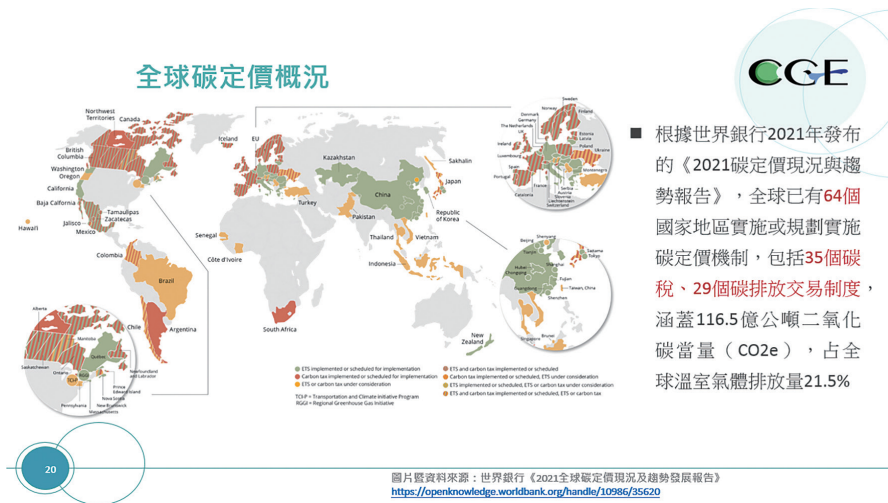 全球碳定價概況
CGE
Northwest
Territories
Canada
British
Columbia
Washington
Oregon
California
Baja California
Hawai'i
Jalisco
Mexico
Tamaulipas
Zacatecas
Colombia
Brazil
Chile
Argentina
Iceland
EU
Kazakhstan
China
Sakhalin
Japan
Republic
of Korea
Turkey
Pakistan
Thailand
Vietnam
Indonesia
Senegal
Côte d'Ivoire
South Africa
New
Zealand
Alberta
Manitoba
Québec
Saskatchewan
Ontario
TCI-P
RGGI
Newfoundland
and Labrador
Prince
Edward Island
Nova Scotia
New Brunswick
Massachusetts
Pennsylvania
Sweden
Norway
Finland
Denmark
Germany
The Netherlands
UK
Ireland
Estonia
Latvia
Poland
Ukraine
Luxembourg
Spain
Portugal
France
Catalonia
Montenegro
Serbia
Austria
Slovenia
Liechtenstein
Switzerland
Beijing
Shenyang
Tianjin
Saitama
Tokyo
Hubei
Chongqing
Shanghai
Fujian
Guangdong
Taiwan, China
Shenzhen
Singapore
Brunei
ETS implemented or scheduled for implementation
Carbon tax implemented or scheduled for implementation
ETS or carbon tax under consideration
TCI-P = Transportation and Climate Initiative Program
RGGI = Regional Greenhouse Gas Initiative
ETS and carbon tax implemented or scheduled
Carbon tax implemented or scheduled, ETS under consideration
ETS implemented or scheduled, ETS or carbon tax under consideration
ETS and carbon tax implemented or scheduled, ETS or carbon tax
■ 根據世界銀行2021年發布
的《2021碳定價現況與趨
勢報告》，全球已有64個
國家地區實施或規劃實施
碳定價機制，包括35個碳
稅、29個碳排放交易制度，
涵蓋116.5億公噸二氧化
碳當量（CO2e），占全
球溫室氣體排放量21.5%
20
圖片暨資料來源：世界銀行《2021全球碳定價現況及趨勢發展報告》
https://openknowledge.worldbank.org/handle/10986/35620